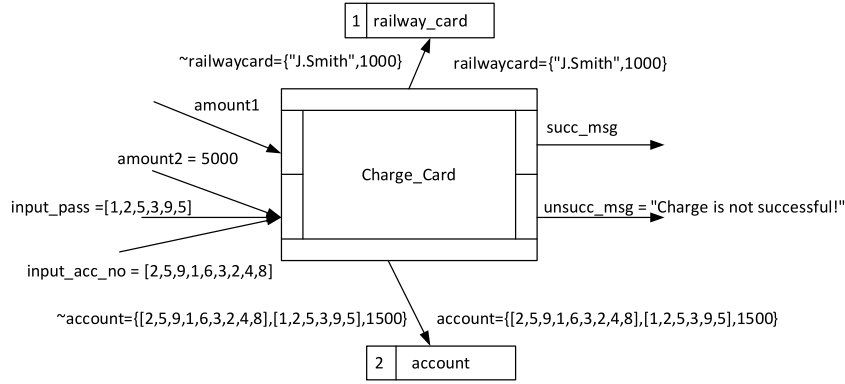 1 railway_card
~railwaycard={"J.Smith",1000}
railwaycard={"J.Smith",1000}
amount1
succ_msg
amount2 = 5000
Charge_Card
input_pass =[1,2,5,3,9,5]
unsucc_msg = "Charge is not successful!"
input_acc_no = [2,5,9,1,6,3,2,4,8]
~account={[2,5,9,1,6,3,2,4,8],[1,2,5,3,9,5],1500}
account={[2,5,9,1,6,3,2,4,8],[1,2,5,3,9,5],1500}
2 account